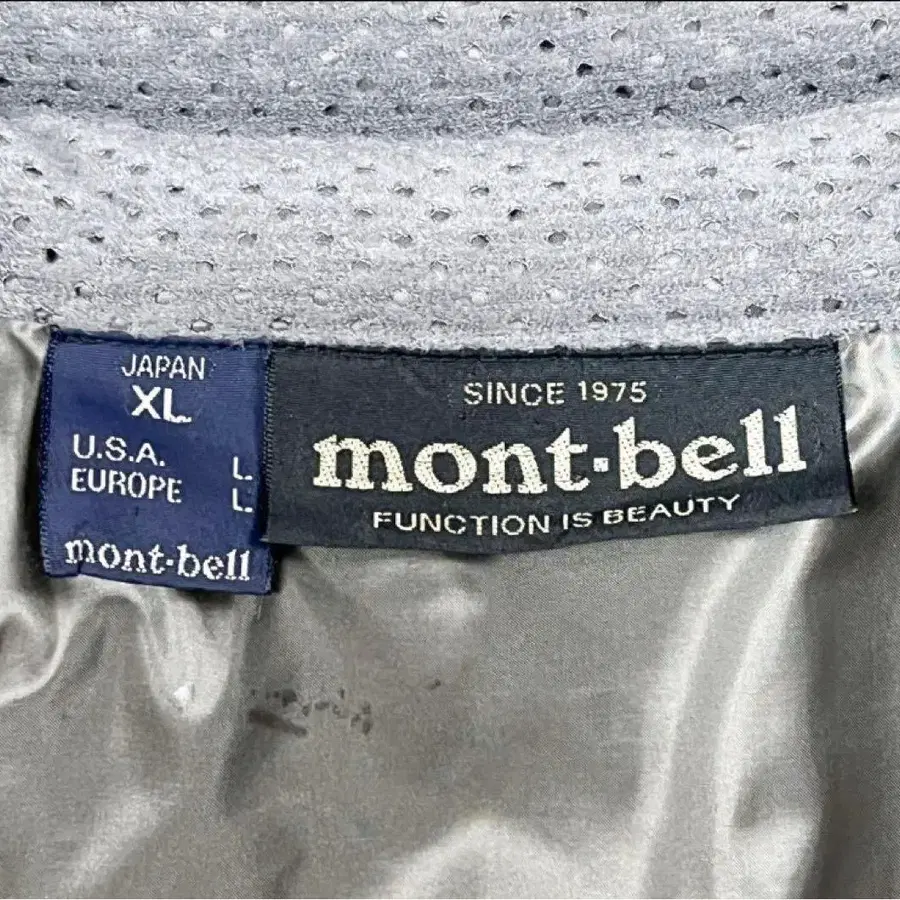 JAPAN
XL
U.S.A. L.
EUROPE L.
mont-bell
SINCE 1975
mont-bell
FUNCTION IS BEAUTY